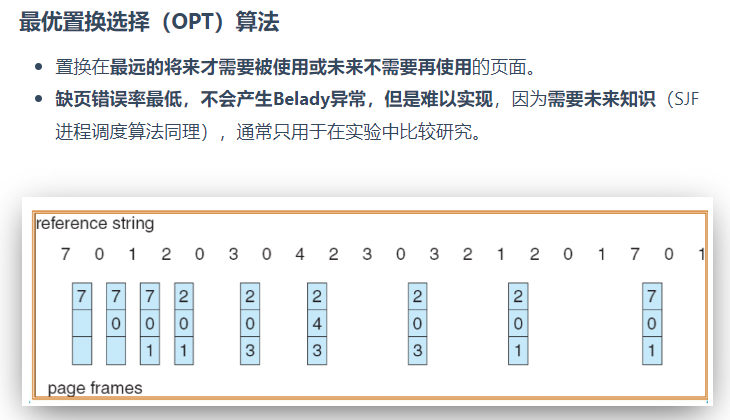 最优置换选择（OPT）算法
置换在最远的将来才需要被使用或未来不需要再使用的页面。
缺页错误率最低，不会产生Belady异常，但是难以实现，因为需要未来知识（SJF
进程调度算法同理），通常只用于在实验中比较研究。
reference string
7 0 1 2 0 3 0 4 2 3 0 3 2 1 2 0 1 7 0 1
7 7 7 2 2 2 2 2 7
0 0 0 0 4 0 0 0
1 1 3 3 3 1 1
page frames